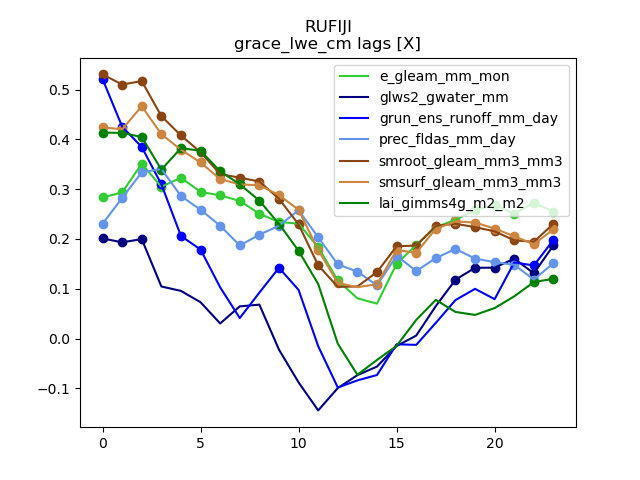 RUFIJI
grace_lwe_cm lags [X]
e_gleam_mm_mon
glws2_gwater_mm
grun_ens_runoff_mm_day
prec_fldas_mm_day
smroot_gleam_mm3_mm3
smsurf_gleam_mm3_mm3
lai_gimms4g_m2_m2
0.5
0.4
0.3
0.2
0.1
0.0
−0.1
0 5 10 15 20